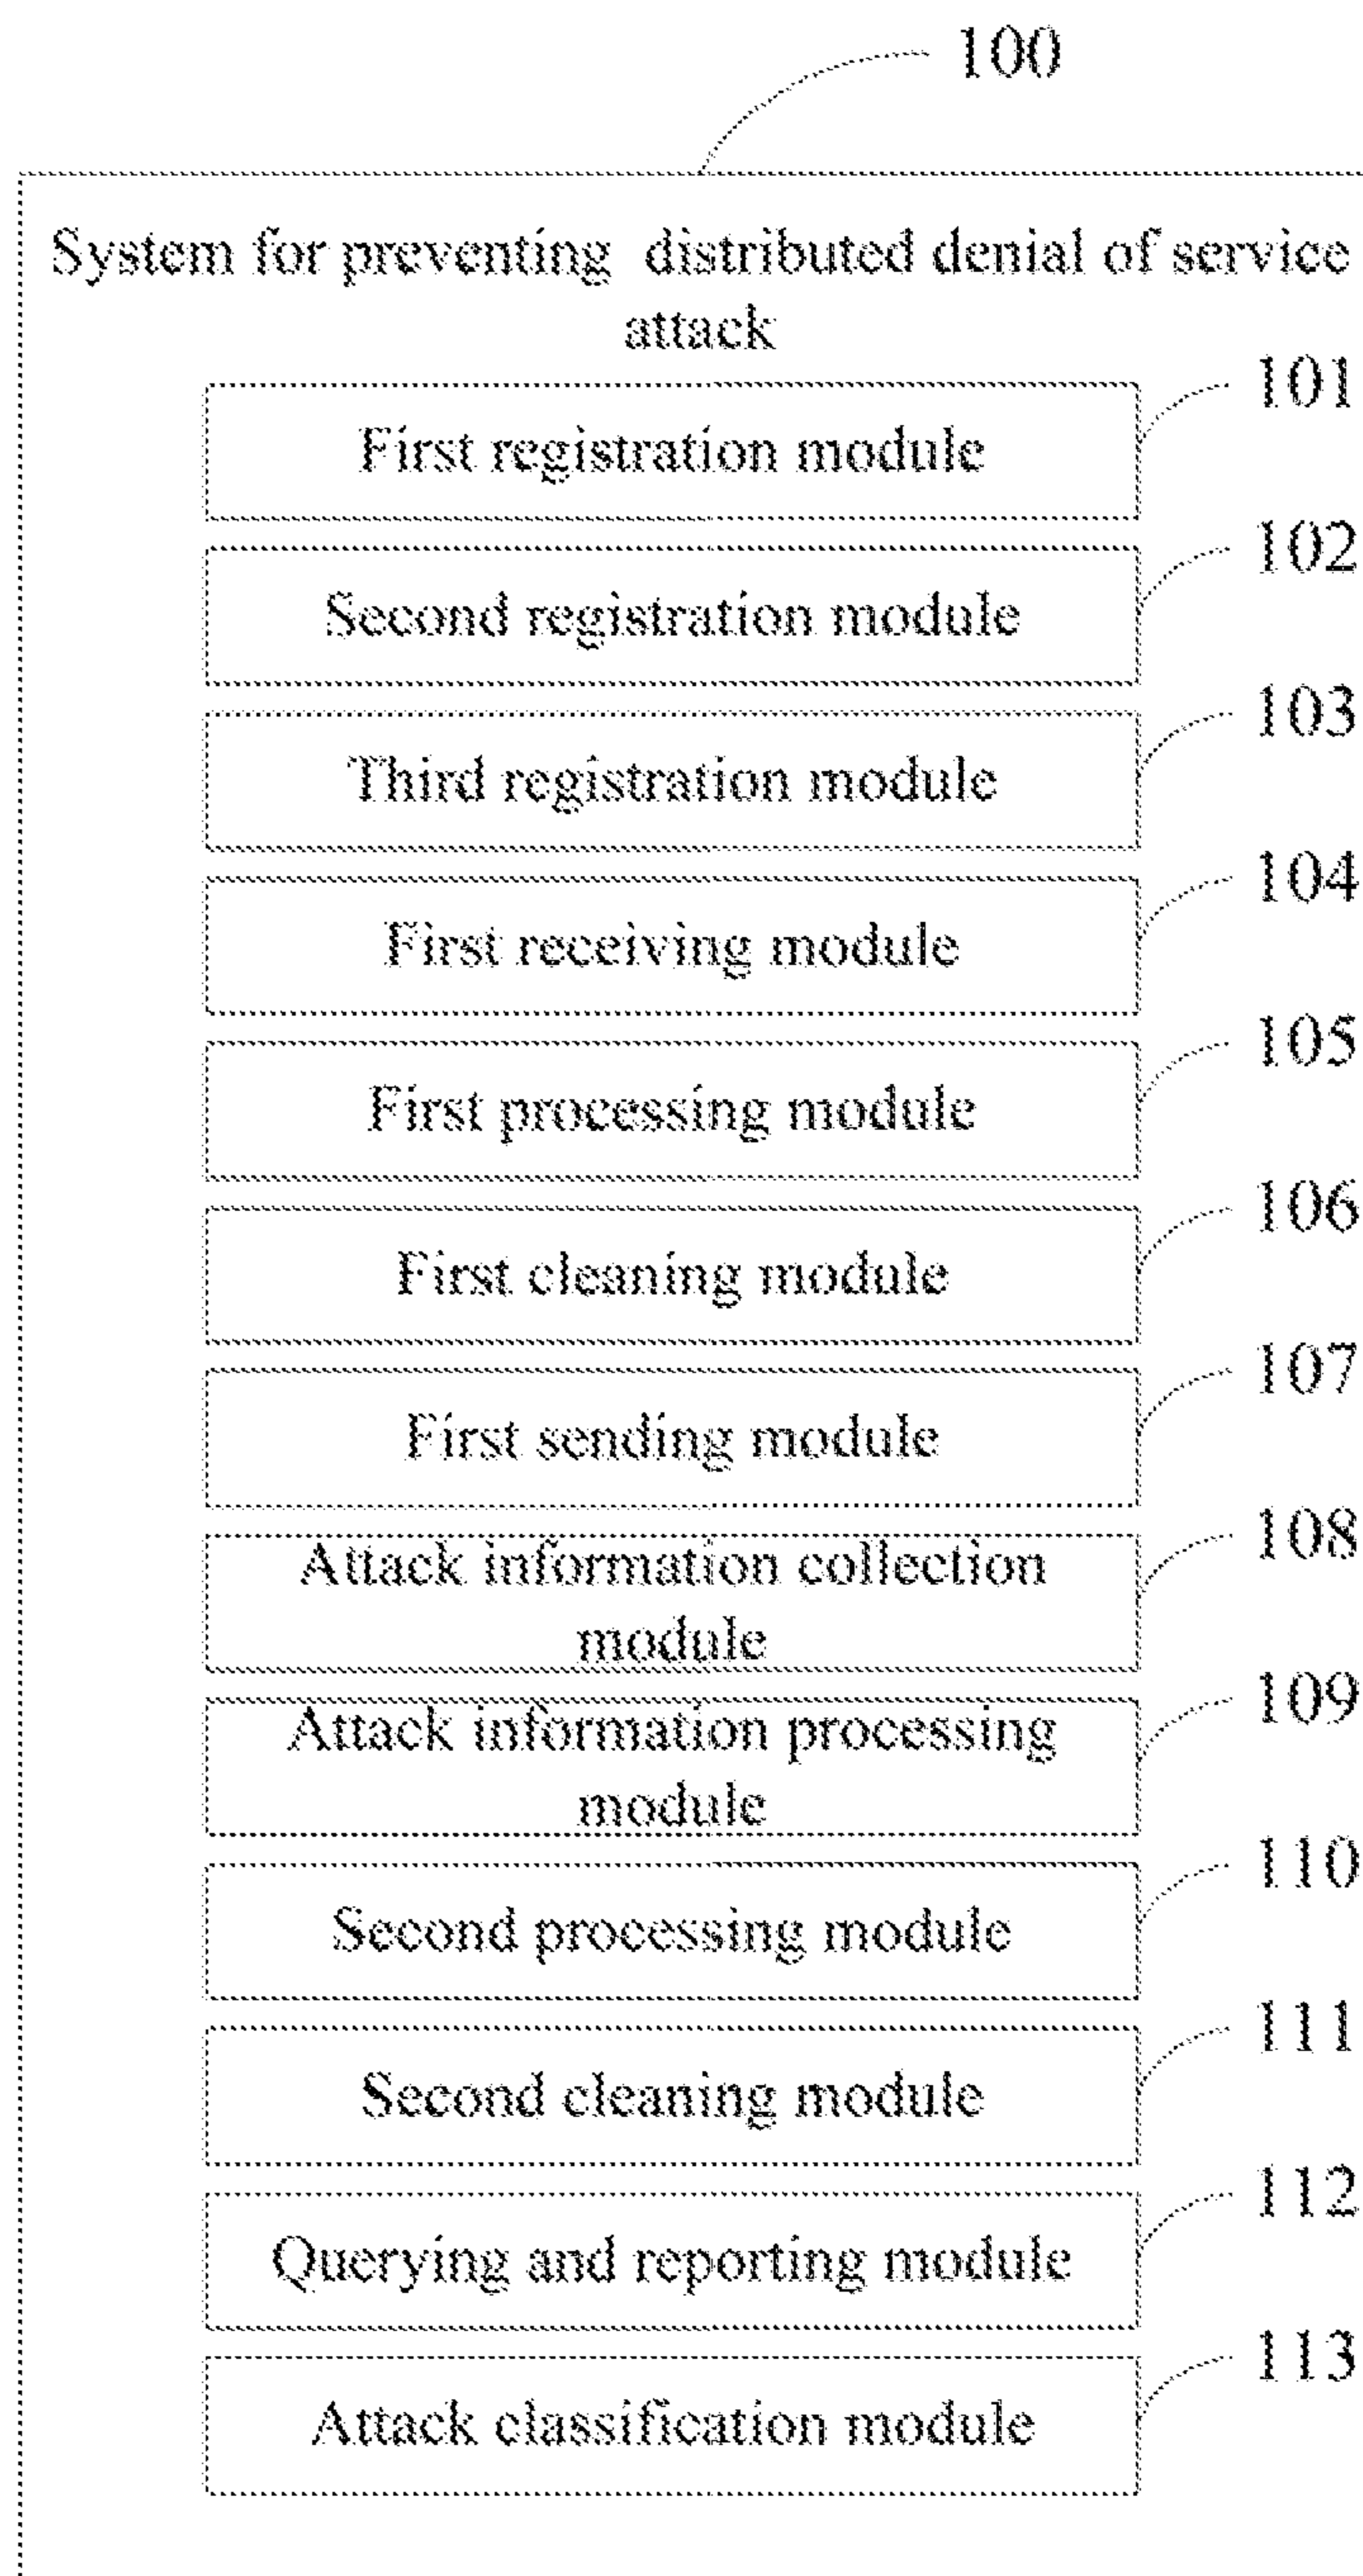 100
System for preventing distributed denial of service
attack
101
First registration module
102
Second registration module
103
Third registration module
104
First receiving module
105
First processing module
106
First cleaning module
107
First sending module
108
Attack information collection
module
109
Attack information processing
module
110
Second processing module
111
Second cleaning module
112
Querying and reporting module
113
Attack classification module